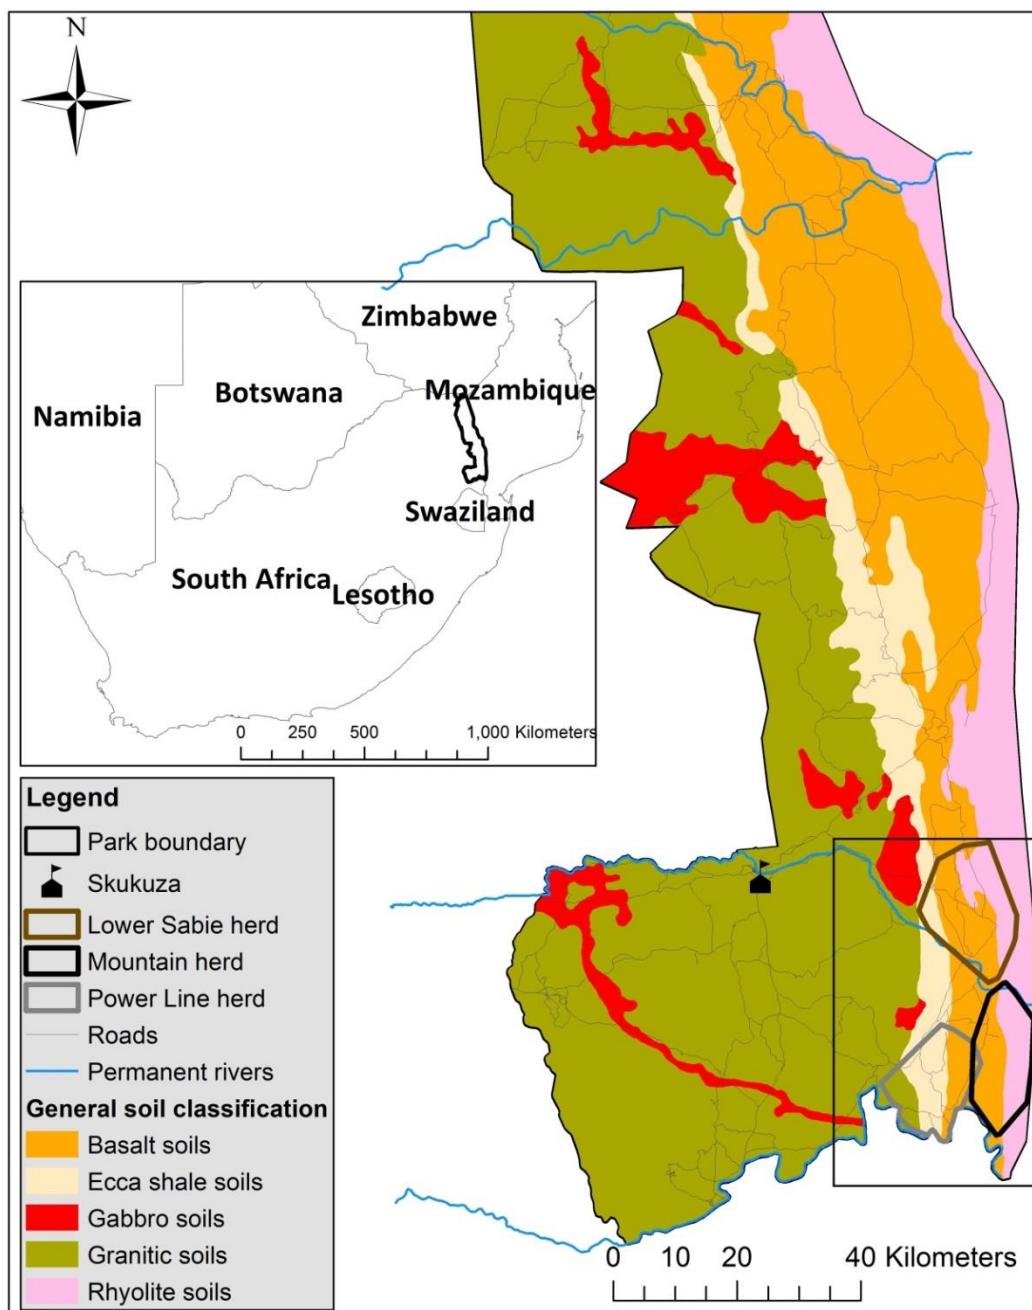 N
Zimbabwe
Mozambique
Botswana
Namibia
Swaziland
South Africa
Lesotho
0 250 500 1,000 Kilometers
Legend
Park boundary
Skukuza
Lower Sabie herd
Mountain herd
Power Line herd
Roads
Permanent rivers
General soil classification
Basalt soils
Ecca shale soils
Gabbro soils
Granitic soils
Rhyolite soils
0 10 20 40 Kilometers